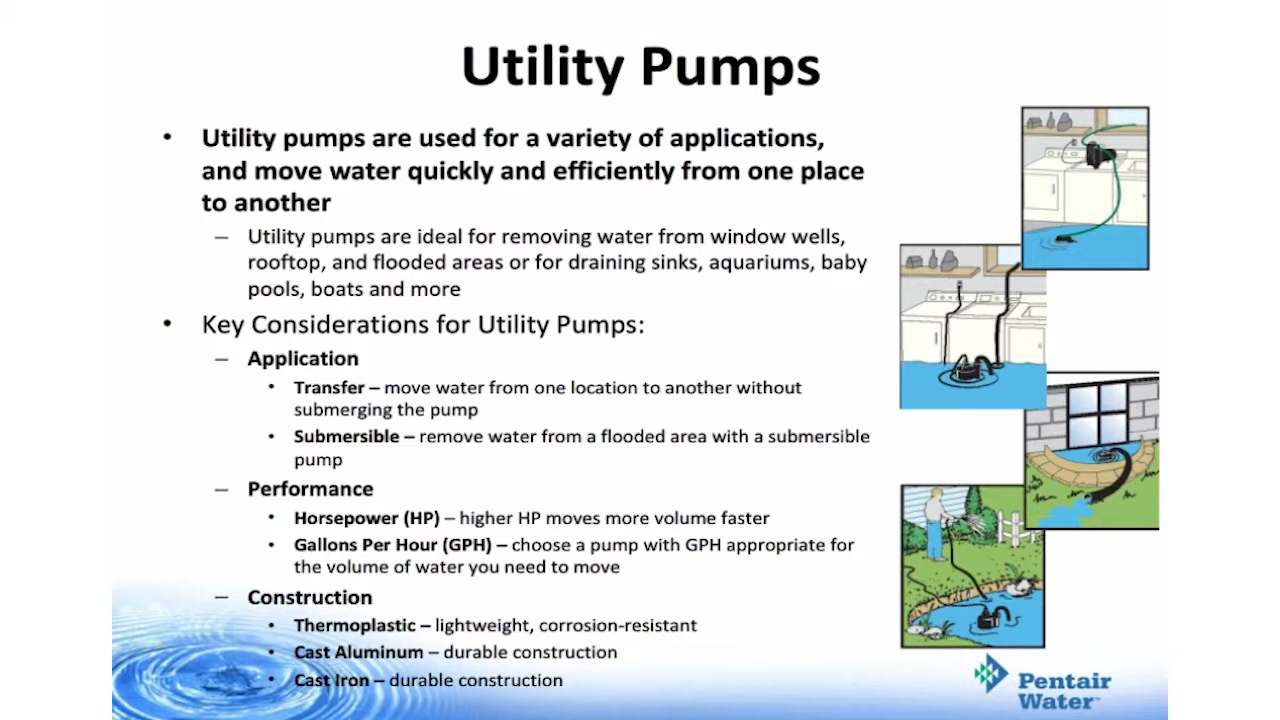 Utility Pumps
• Utility pumps are used for a variety of applications,
and move water quickly and efficiently from one place
to another
– Utility pumps are ideal for removing water from window wells,
rooftop, and flooded areas or for draining sinks, aquariums, baby
pools, boats and more
• Key Considerations for Utility Pumps:
– Application
• Transfer – move water from one location to another without
submerging the pump
• Submersible – remove water from a flooded area with a submersible
pump
– Performance
• Horsepower (HP) – higher HP moves more volume faster
• Gallons Per Hour (GPH) – choose a pump with GPH appropriate for
the volume of water you need to move
– Construction
• Thermoplastic – lightweight, corrosion-resistant
• Cast Aluminum – durable construction
• Cast Iron – durable construction
Pentair
Water™